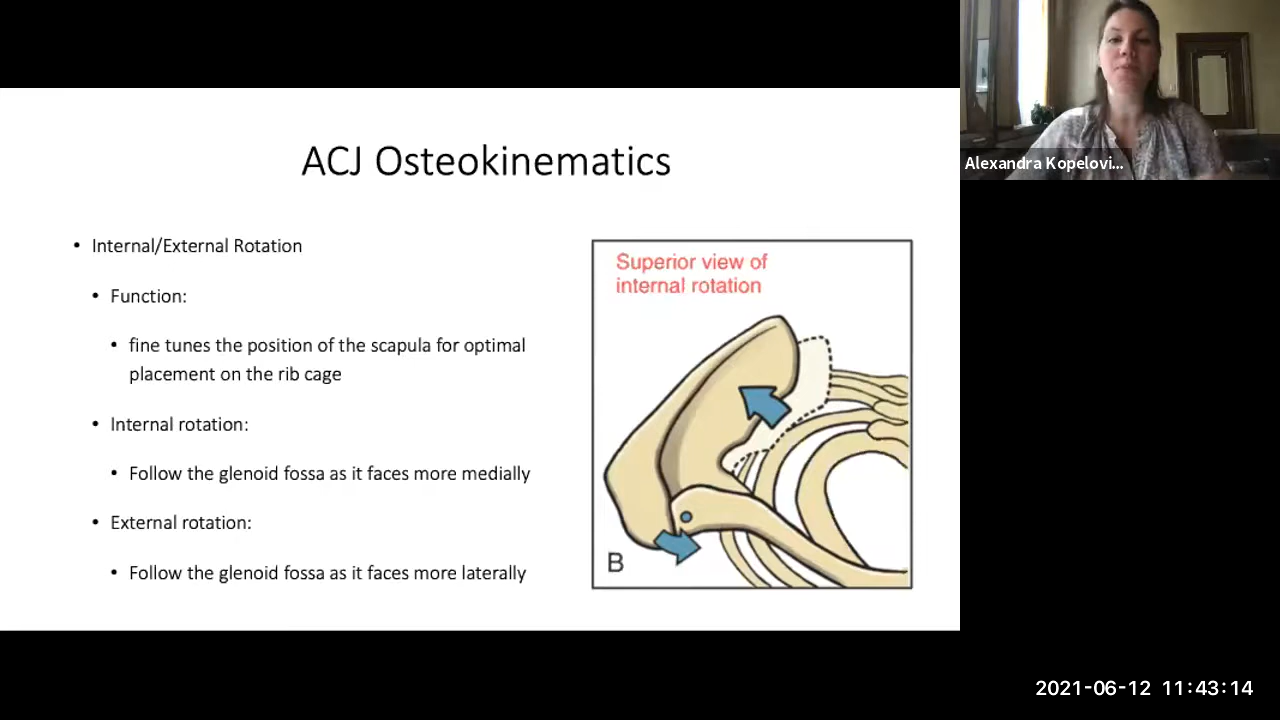 Alexandra Kopelovi...
ACJ Osteokinematics
• Internal/External Rotation
• Function:
• fine tunes the position of the scapula for optimal
placement on the rib cage
• Internal rotation:
• Follow the glenoid fossa as it faces more medially
• External rotation:
• Follow the glenoid fossa as it faces more laterally
Superior view of
internal rotation
B
2021-06-12 11:43:14